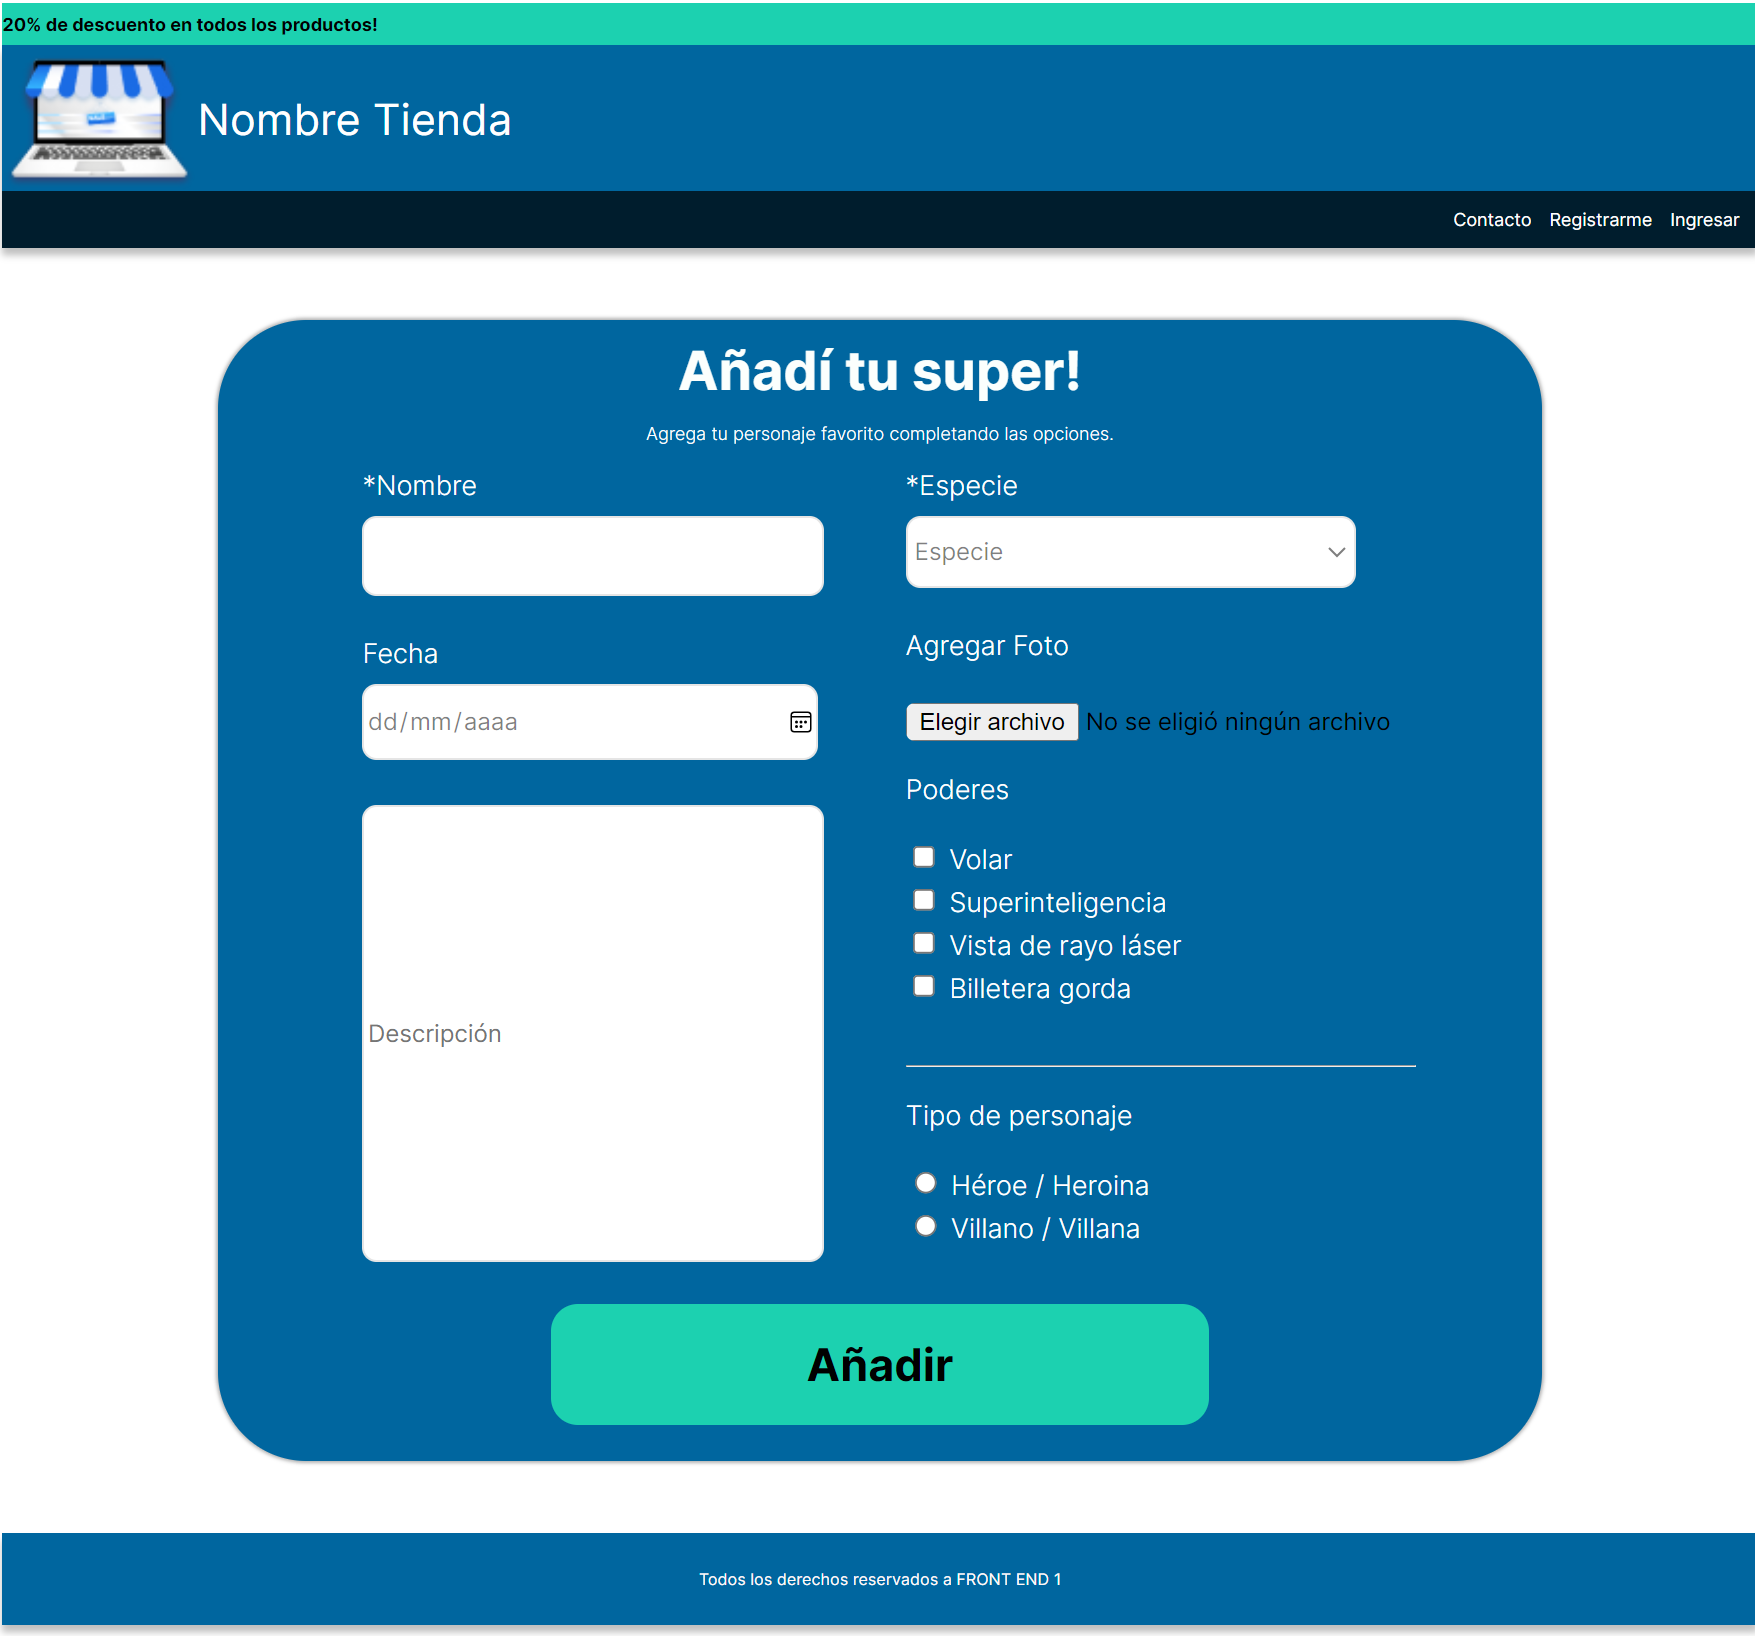 20% de descuento en todos los productos!
Nombre Tienda
Contacto Registrarme Ingresar
Añadí tu super!
Agrega tu personaje favorito completando las opciones.
*Nombre
Fecha
dd/mm/aaaa
Descripción
*Especie
Especie
Agregar Foto
Elegir archivo No se eligió ningún archivo
Poderes
Volar
Superinteligencia
Vista de rayo láser
Billetera gorda
Tipo de personaje
Héroe / Heroina
Villano / Villana
Añadir
Todos los derechos reservados a FRONT END 1